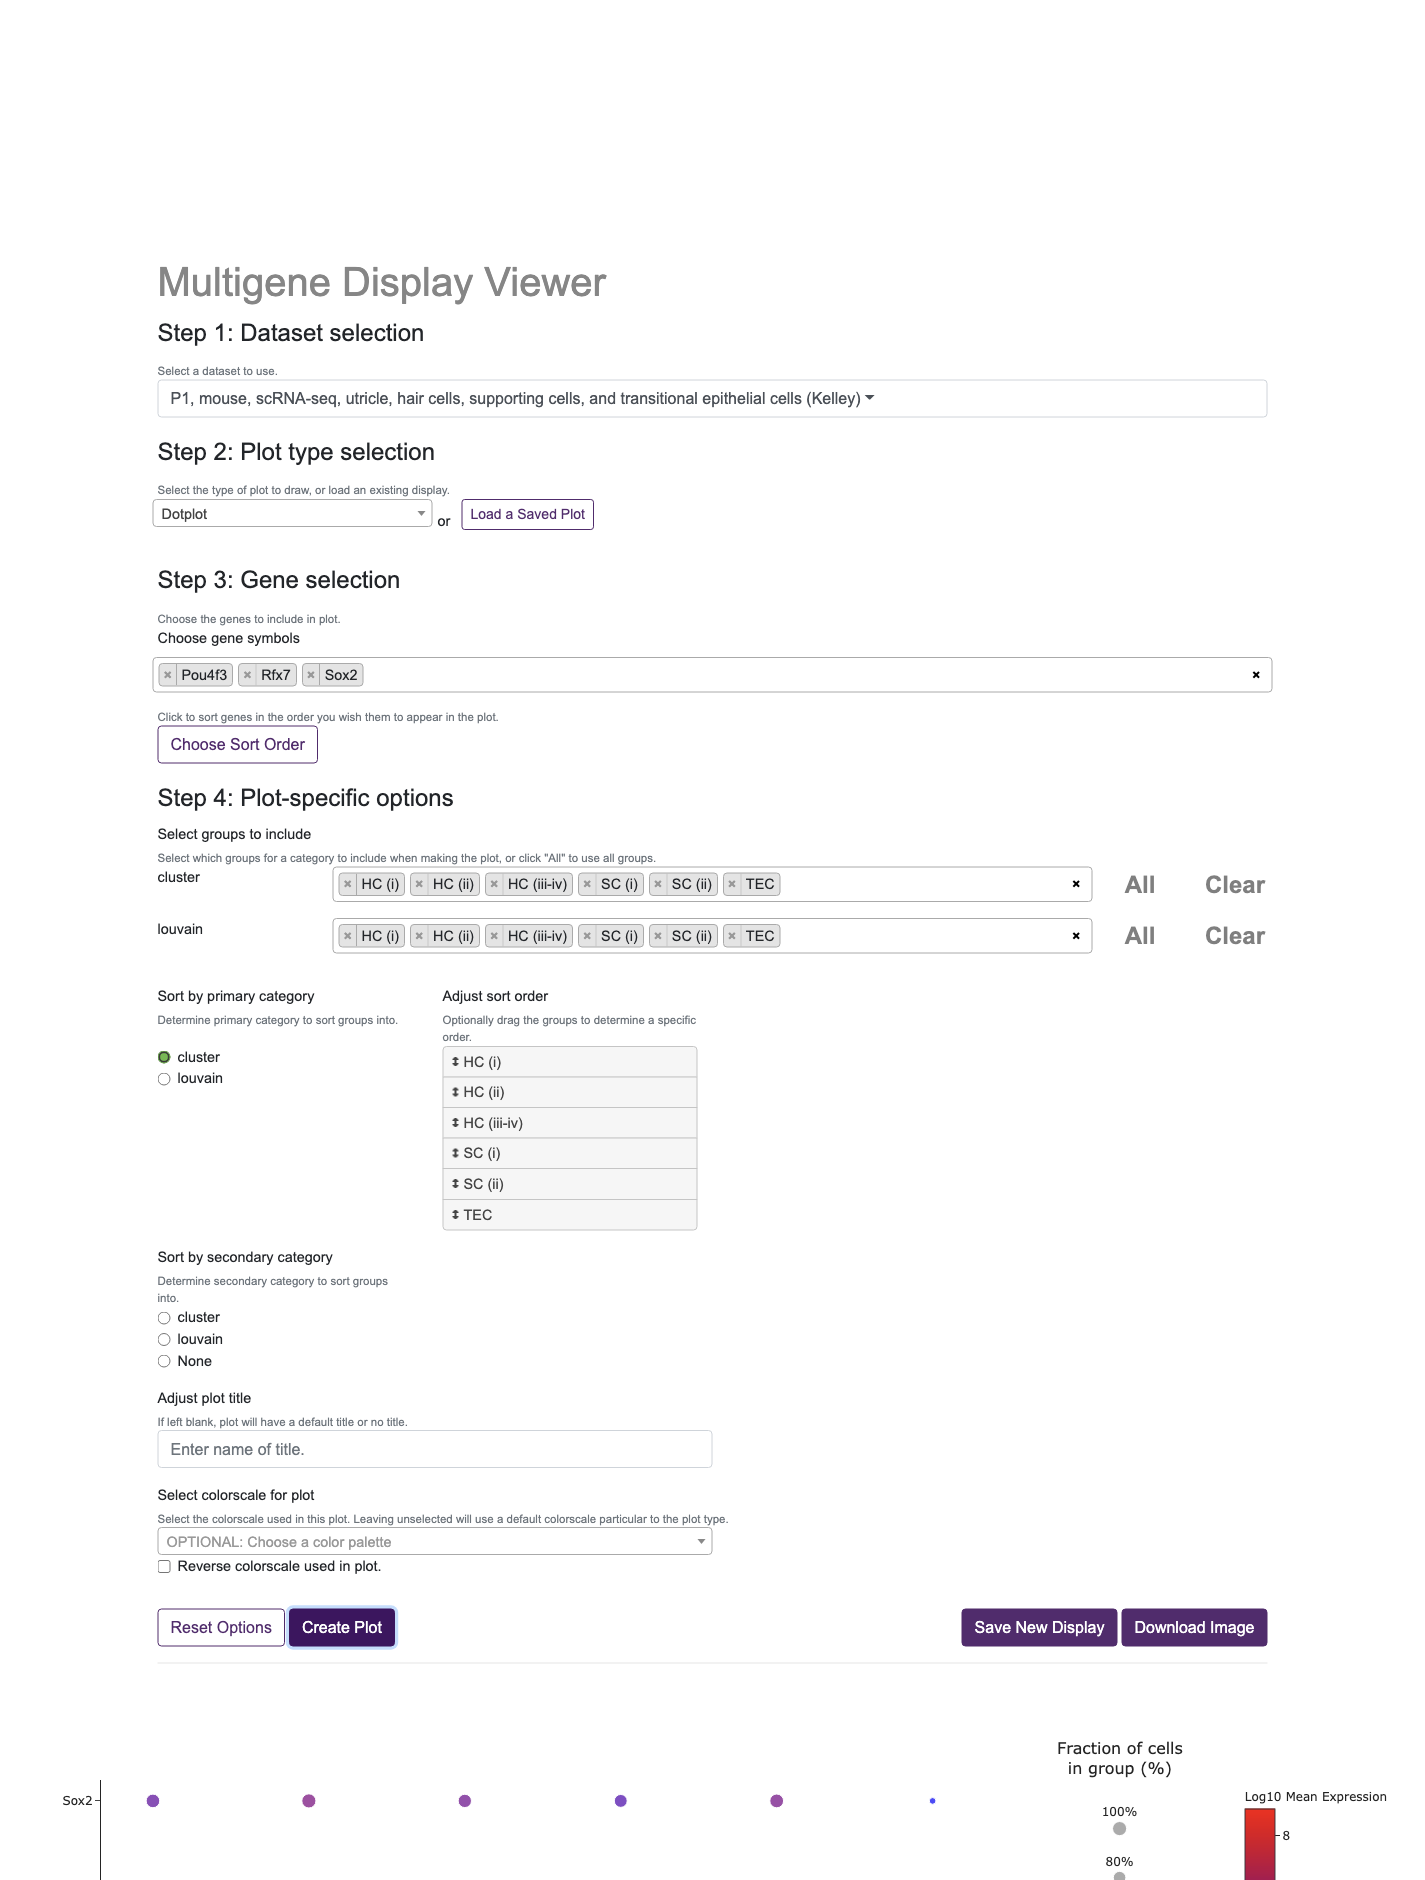 Multigene Display Viewer
Step 1: Dataset selection
Select a dataset to use.
P1, mouse, scRNA-seq, utricle, hair cells, supporting cells, and transitional epithelial cells (Kelley)
Step 2: Plot type selection
Select the type of plot to draw, or load an existing display.
Dotplot or Load a Saved Plot
Step 3: Gene selection
Choose the genes to include in plot.
Choose gene symbols
× Pou4f3 × Rfx7 × Sox2 ×
Click to sort genes in the order you wish them to appear in the plot.
Choose Sort Order
Step 4: Plot-specific options
Select groups to include
Select which groups for a category to include when making the plot, or click "All" to use all groups.
cluster × HC (i) × HC (ii) × HC (iii-iv) × SC (i) × SC (ii) × TEC × All Clear
louvain × HC (i) × HC (ii) × HC (iii-iv) × SC (i) × SC (ii) × TEC × All Clear
Sort by primary category
Determine primary category to sort groups into.
cluster
louvain
Adjust sort order
Optionally drag the groups to determine a specific
order.
HC (i)
HC (ii)
HC (iii-iv)
SC (i)
SC (ii)
TEC
Sort by secondary category
Determine secondary category to sort groups
into.
cluster
louvain
None
Adjust plot title
If left blank, plot will have a default title or no title.
Enter name of title.
Select colorscale for plot
Select the colorscale used in this plot. Leaving unselected will use a default colorscale particular to the plot type.
OPTIONAL: Choose a color palette
Reverse colorscale used in plot.
Reset Options Create Plot Save New Display Download Image
Sox2
Fraction of cells
in group (%)
100%
80%
Log10 Mean Expression
8